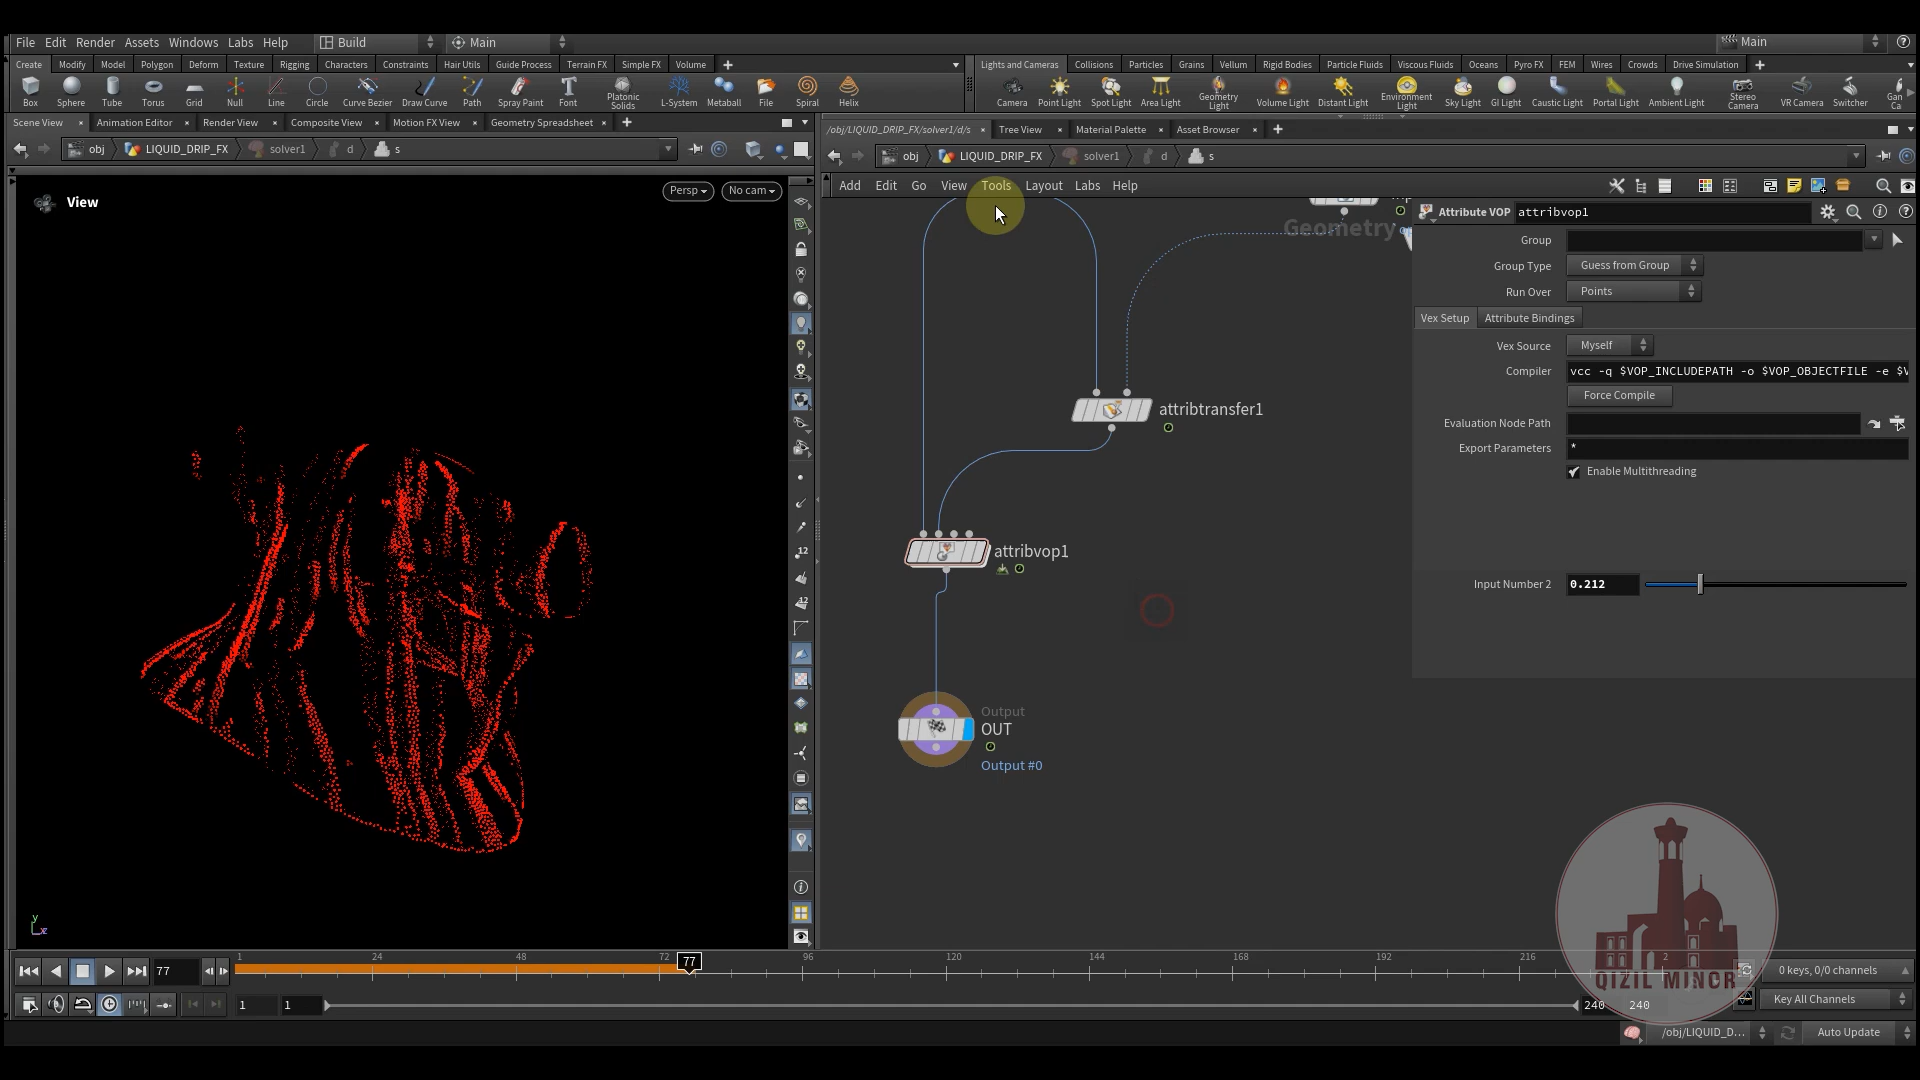 File Edit Render Assets Windows Labs Help Build Main Main
Create Modify Model Polygon Deform Texture Rigging Characters Constraints Hair Utils Guide Process Terrain FX Simple FX Volume
Lights and Cameras Collisions Particles Grains Vellum Rigid Bodies Particle Fluids Viscous Fluids Oceans Pyro FX FEM Wires Crowds Drive Simulation
Box Sphere Tube Torus Grid Null Line Circle Curve Bezier Draw Curve Path Spray Paint Font Platonic Solids L-System Metaball File Spiral Helix
Camera Point Light Spot Light Area Light Geometry Light Volume Light Distant Light Environment Light Sky Light GI Light Caustic Light Portal Light Ambient Light Stereo Camera VR Camera Switcher Gan Ca
Scene View Animation Editor Render View Composite View Motion FX View Geometry Spreadsheet
/obj/LIQUID_DRIP_FX/solver1/d/s Tree View Material Palette Asset Browser
obj LIQUID_DRIP_FX solver1 d s
obj LIQUID_DRIP_FX solver1 d s
Add Edit Go View Tools Layout Labs Help
View
Persp No cam
Geometry
Attribute VOP attribvop1
Group
Group Type Guess from Group
Run Over Points
Vex Setup Attribute Bindings
Vex Source Myself
Compiler vcc -q $VOP_INCLUDEPATH -o $VOP_OBJECTFILE -e $V
Force Compile
Evaluation Node Path
Export Parameters *
Enable Multithreading
Input Number 2 0.212
attribtransfer1
attribvop1
Output
OUT
Output #0
12
12
y
z
77
1 24 48 72 77 96 120 144 168 192 216 2
1 1 240 240
0 keys, 0/0 channels
Key All Channels
/obj/LIQUID_D... Auto Update
QIZIL MINOR